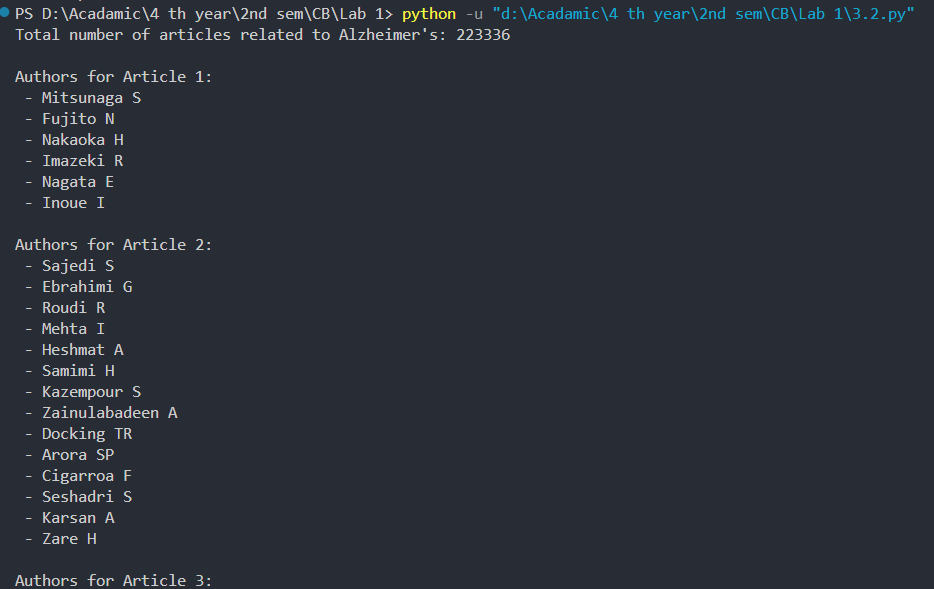 PS D:\Acadamic\4 th year\2nd sem\CB\Lab 1> python -u "d:\Acadamic\4 th year\2nd sem\CB\Lab 1\3.2.py"
Total number of articles related to Alzheimer's: 223336
Authors for Article 1:
- Mitsunaga S
- Fujito N
- Nakaoka H
- Imazeki R
- Nagata E
- Inoue I
Authors for Article 2:
- Sajedi S
- Ebrahimi G
- Roudi R
- Mehta I
- Heshmat A
- Samimi H
- Kazempour S
- Zainulabadeen A
- Docking TR
- Arora SP
- Cigarroa F
- Seshadri S
- Karsan A
- Zare H
Authors for Article 3: